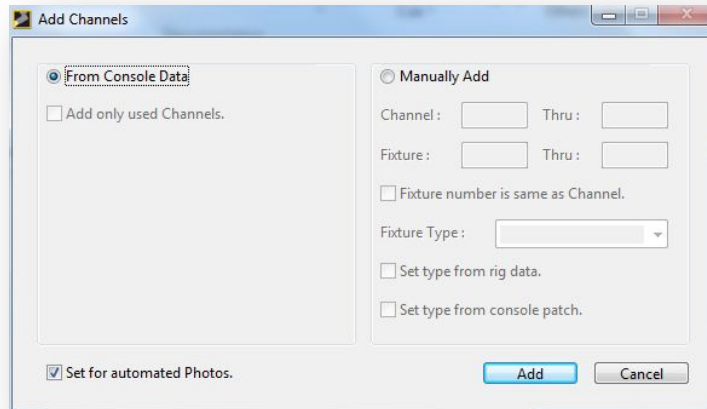 Add Channels
From Console Data
Add only used Channels.
Manually Add
Channel :
Thru :
Fixture :
Thru :
Fixture number is same as Channel.
Fixture Type :
Set type from rig data.
Set type from console patch.
Set for automated Photos.
Add
Cancel